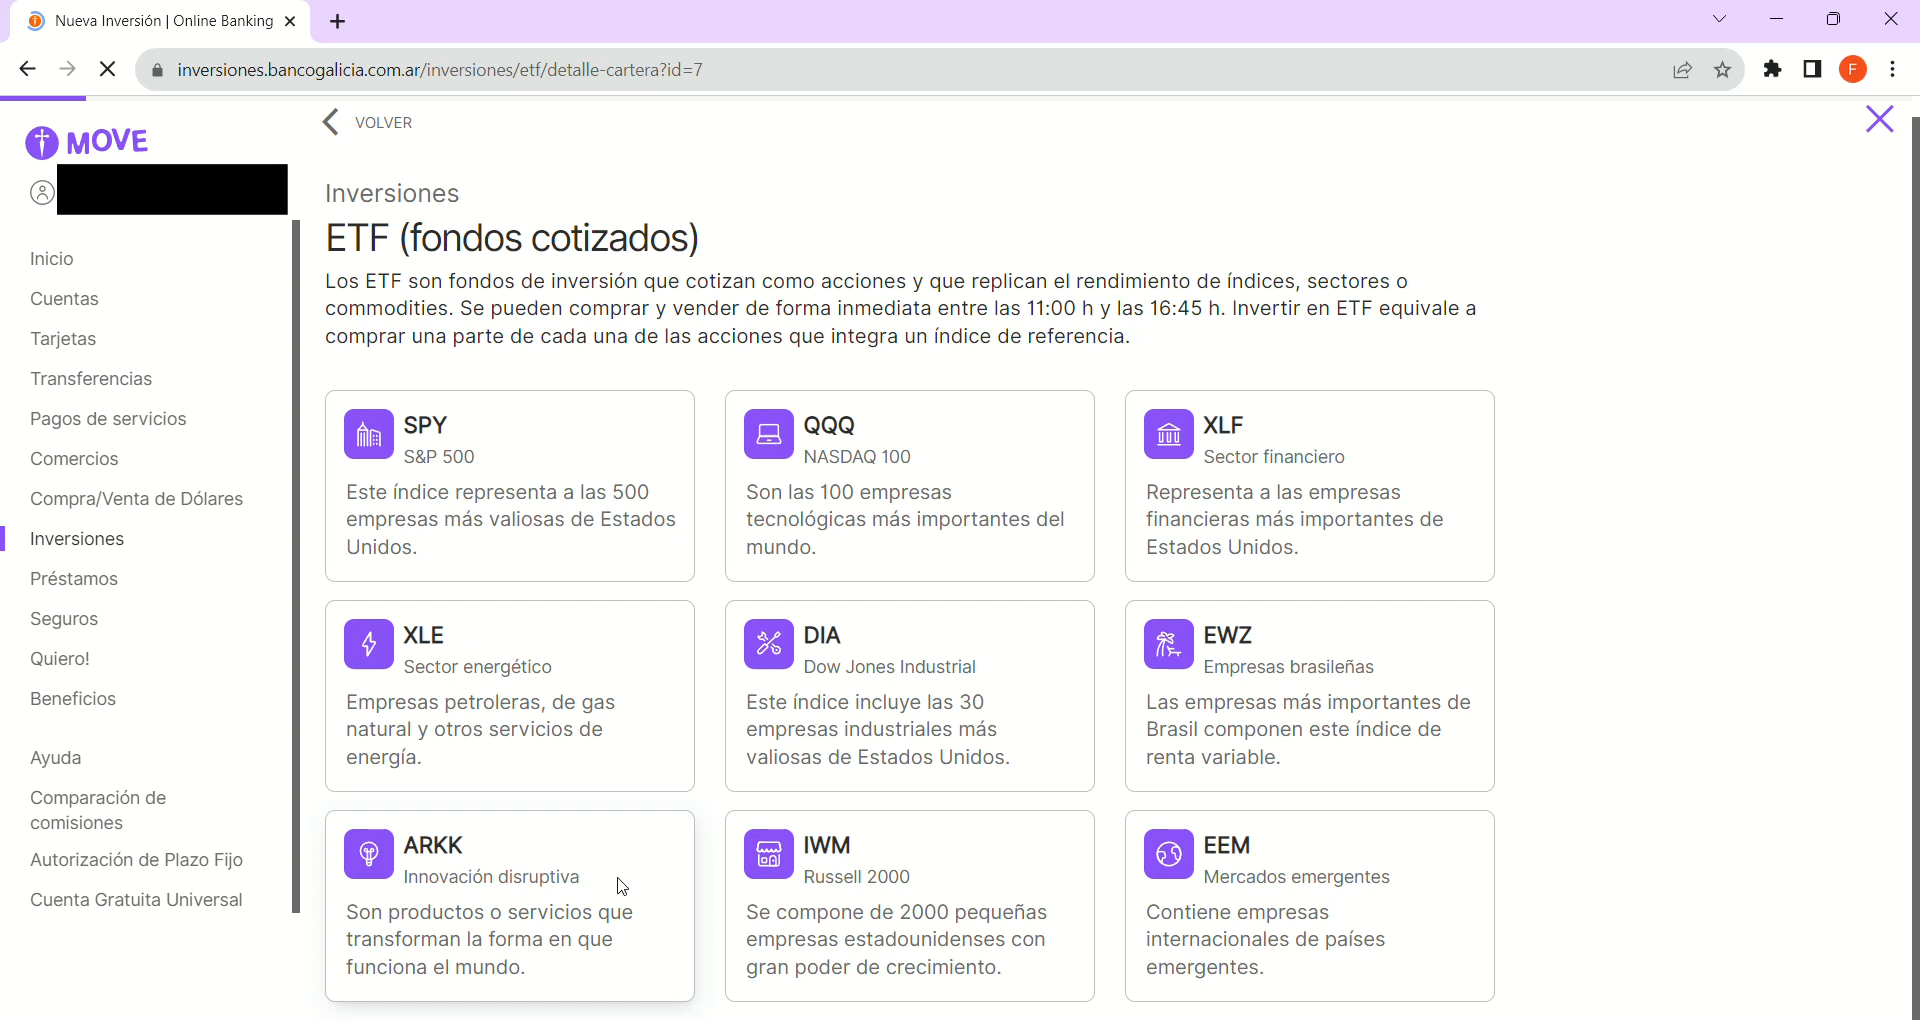 Nueva Inversión | Online Banking
inversiones.bancogalicia.com.ar/inversiones/etf/detalle-cartera?id=7
F
MOVE
Inicio
Cuentas
Tarjetas
Transferencias
Pagos de servicios
Comercios
Compra/Venta de Dólares
Inversiones
Préstamos
Seguros
Quiero!
Beneficios
Ayuda
Comparación de
comisiones
Autorización de Plazo Fijo
Cuenta Gratuita Universal
VOLVER
Inversiones
ETF (fondos cotizados)
Los ETF son fondos de inversión que cotizan como acciones y que replican el rendimiento de índices, sectores o
commodities. Se pueden comprar y vender de forma inmediata entre las 11:00 h y las 16:45 h. Invertir en ETF equivale a
comprar una parte de cada una de las acciones que integra un índice de referencia.
SPY
S&P 500
Este índice representa a las 500
empresas más valiosas de Estados
Unidos.
QQQ
NASDAQ 100
Son las 100 empresas
tecnológicas más importantes del
mundo.
XLF
Sector financiero
Representa a las empresas
financieras más importantes de
Estados Unidos.
XLE
Sector energético
Empresas petroleras, de gas
natural y otros servicios de
energía.
DIA
Dow Jones Industrial
Este índice incluye las 30
empresas industriales más
valiosas de Estados Unidos.
EWZ
Empresas brasileñas
Las empresas más importantes de
Brasil componen este índice de
renta variable.
ARKK
Innovación disruptiva
Son productos o servicios que
transforman la forma en que
funciona el mundo.
IWM
Russell 2000
Se compone de 2000 pequeñas
empresas estadounidenses con
gran poder de crecimiento.
EEM
Mercados emergentes
Contiene empresas
internacionales de países
emergentes.